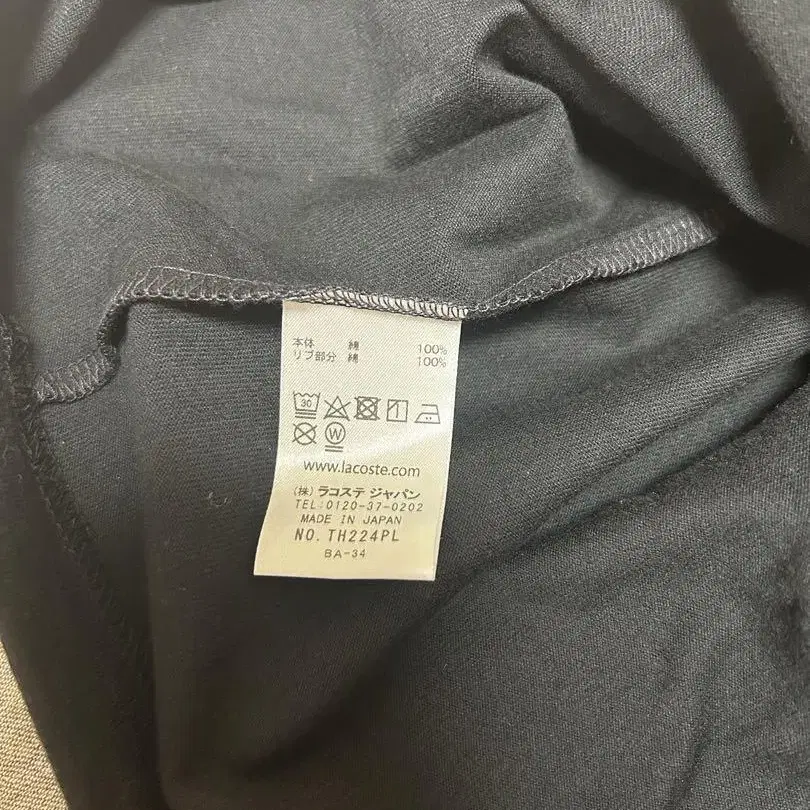 本体 綿 100%
リブ部分 綿 100%
30
W
www.lacoste.com
(株) ラコステ ジャパン
TEL:0120-37-0202
MADE IN JAPAN
NO. TH224PL
BA-34